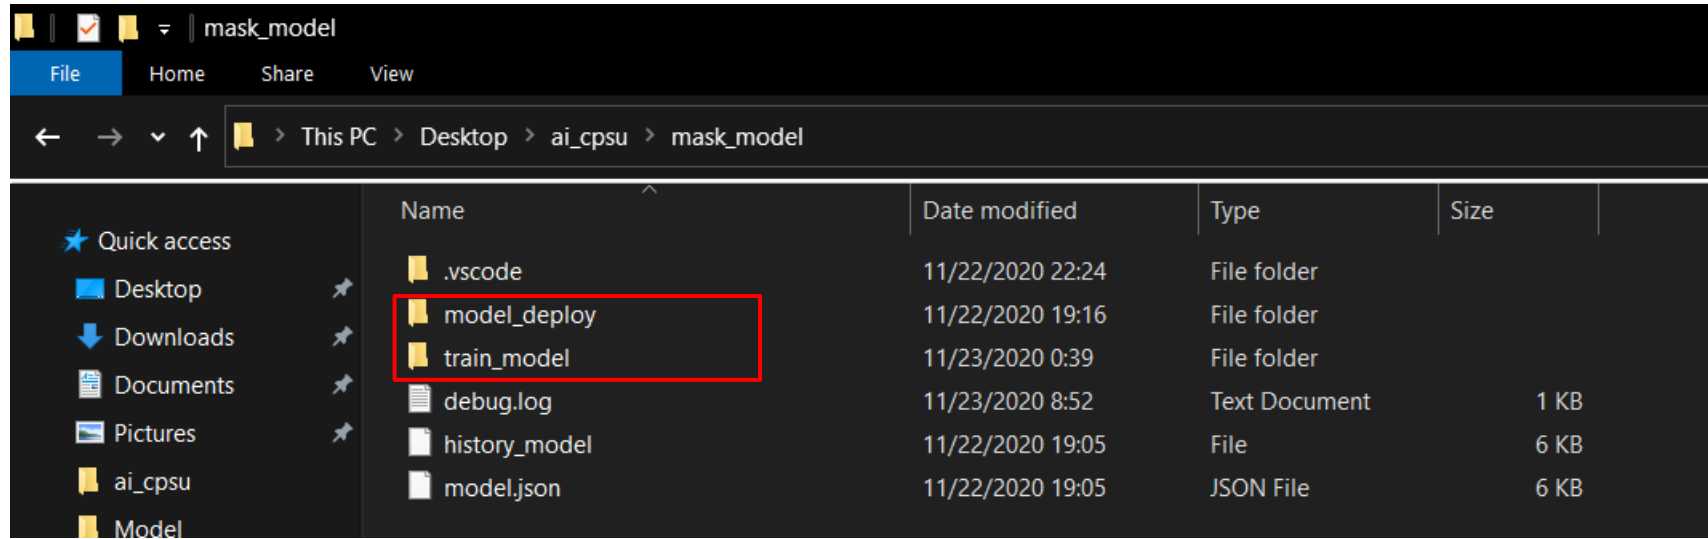 mask_model
File Home Share View
This PC > Desktop > ai_cpsu > mask_model
Name Date modified Type Size
Quick access
Desktop
Downloads
Documents
Pictures
ai_cpsu
Model
.vscode 11/22/2020 22:24 File folder
model_deploy 11/22/2020 19:16 File folder
train_model 11/23/2020 0:39 File folder
debug.log 11/23/2020 8:52 Text Document 1 KB
history_model 11/22/2020 19:05 File 6 KB
model.json 11/22/2020 19:05 JSON File 6 KB